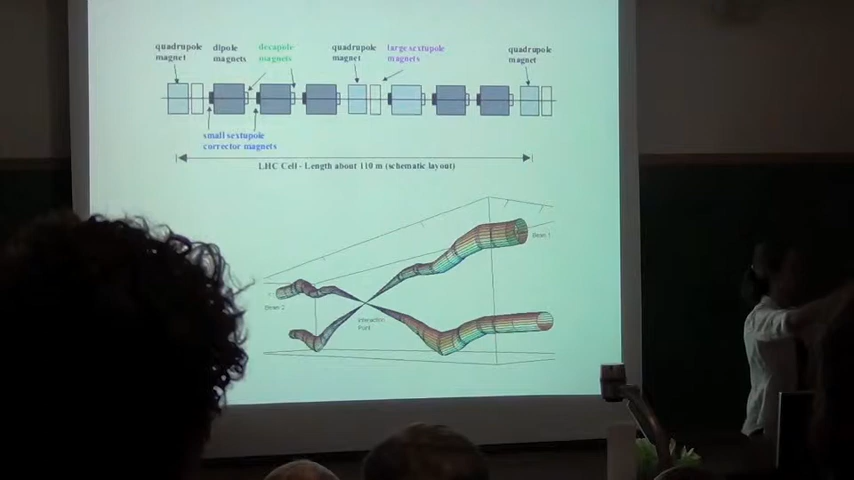 quadrupole
magnet
dipole
magnets
decapole
magnets
quadrupole
magnet
large sextupole
magnets
quadrupole
magnet
small sextupole
corrector magnets
LHC Cell - Length about 110 m (schematic layout)
Beam 1
Beam 2
Interaction
Point